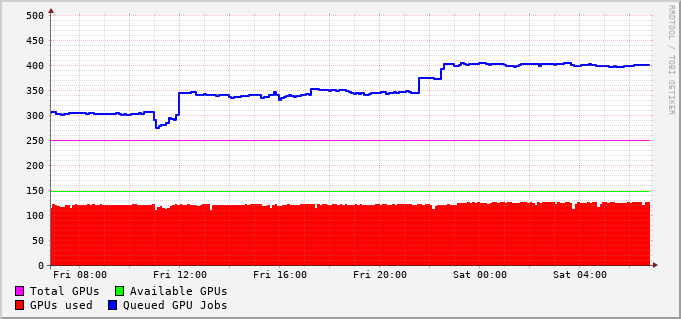 500
450
400
350
300
250
200
150
100
50
0
Fri 08:00 Fri 12:00 Fri 16:00 Fri 20:00 Sat 00:00 Sat 04:00
Total GPUs Available GPUs
GPUs used Queued GPU Jobs
RRDTOOL / TOBI OETIKER